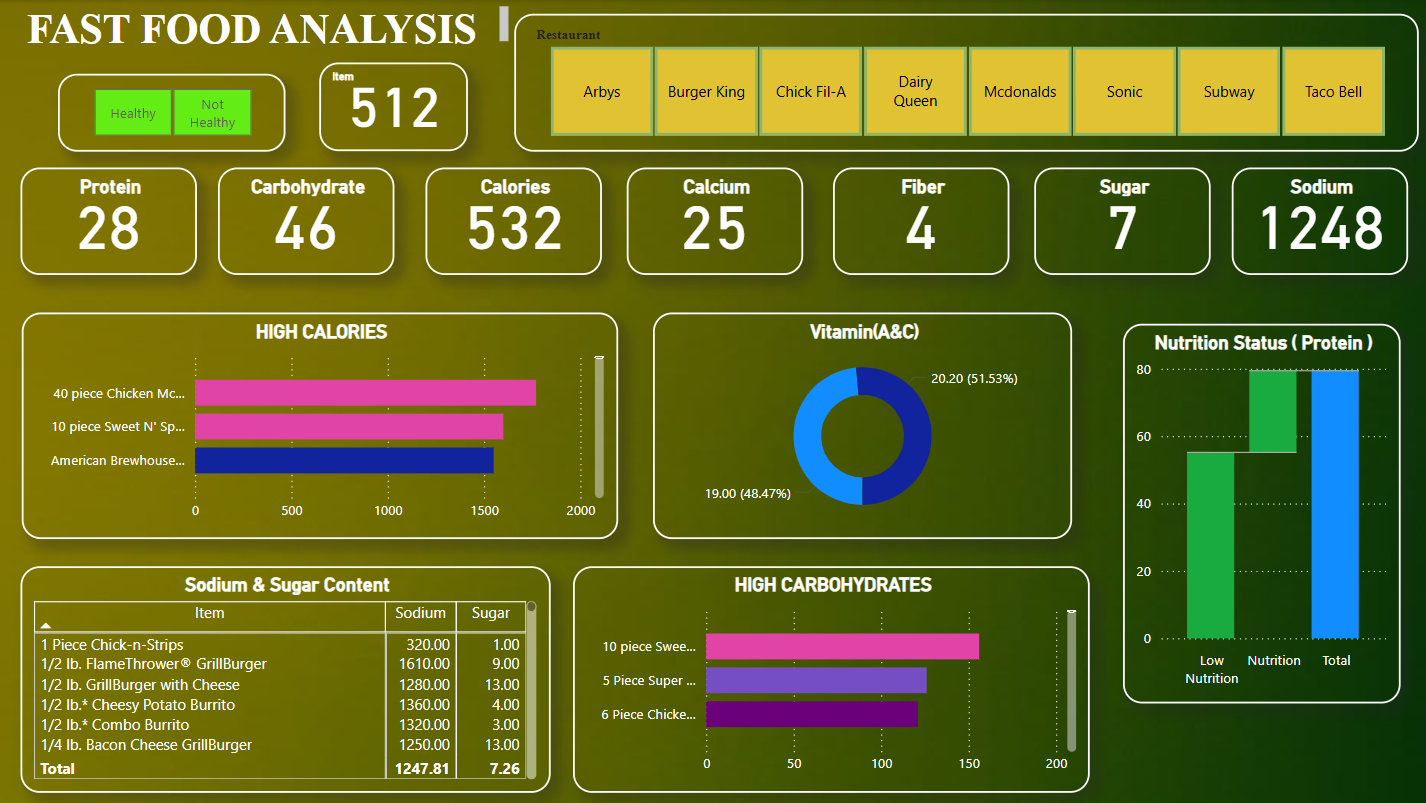 FAST FOOD ANALYSIS
Restaurant
Arbys
Burger King
Chick Fil-A
Dairy
Queen
Mcdonalds
Sonic
Subway
Taco Bell
Healthy
Not
Healthy
Item
512
Protein
28
Carbohydrate
46
Calories
532
Calcium
25
Fiber
4
Sugar
7
Sodium
1248
HIGH CALORIES
40 piece Chicken Mc...
10 piece Sweet N' Sp...
American Brewhouse...
0 500 1000 1500 2000
Vitamin(A&C)
20.20 (51.53%)
19.00 (48.47%)
Nutrition Status ( Protein )
80
60
40
20
0
Low
Nutrition
Nutrition
Total
Sodium & Sugar Content
Item Sodium Sugar
1 Piece Chick-n-Strips 320.00 1.00
1/2 lb. FlameThrower® GrillBurger 1610.00 9.00
1/2 lb. GrillBurger with Cheese 1280.00 13.00
1/2 lb.* Cheesy Potato Burrito 1360.00 4.00
1/2 lb.* Combo Burrito 1320.00 3.00
1/4 lb. Bacon Cheese GrillBurger 1250.00 13.00
Total 1247.81 7.26
HIGH CARBOHYDRATES
10 piece Swee...
5 Piece Super ...
6 Piece Chicke...
0 50 100 150 200